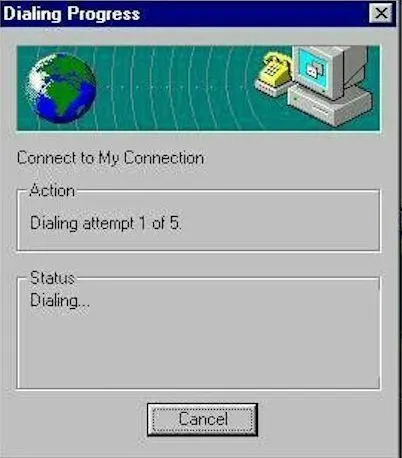 Dialing Progress
Connect to My Connection
Action
Dialing attempt 1 of 5.
Status
Dialing...
Cancel